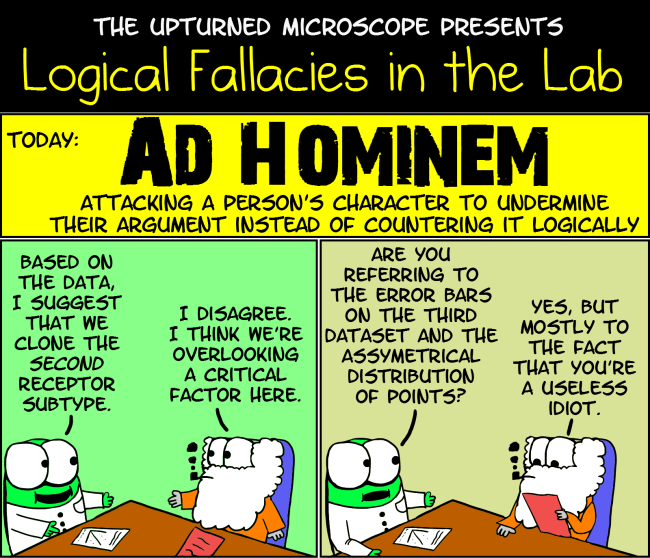 THE UPTURNED MICROSCOPE PRESENTS
Logical Fallacies in the Lab
TODAY:
AD HOMINEM
ATTACKING A PERSON'S CHARACTER TO UNDERMINE
THEIR ARGUMENT INSTEAD OF COUNTERING IT LOGICALLY
BASED ON
THE DATA,
I SUGGEST
THAT WE
CLONE THE
SECOND
RECEPTOR
SUBTYPE.
I DISAGREE.
I THINK WE'RE
OVERLOOKING
A CRITICAL
FACTOR HERE.
ARE YOU
REFERRING TO
THE ERROR BARS
ON THE THIRD
DATASET AND THE
ASSYMETRICAL
DISTRIBUTION
OF POINTS?
YES, BUT
MOSTLY TO
THE FACT
THAT YOU'RE
A USELESS
IDIOT.